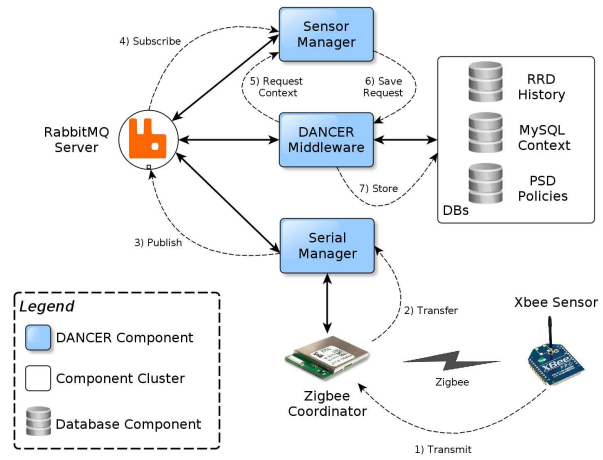 4) Subscribe
Sensor
Manager
5) Request
Context
6) Save
Request
RRD
History
RabbitMQ
Server
DANCER
Middleware
MySQL
Context
7) Store
PSD
Policies
DBs
3) Publish
Serial
Manager
2) Transfer
Xbee Sensor
XBee
Zigbee
Zigbee
Coordinator
1) Transmit
Legend
DANCER Component
Component Cluster
Database Component